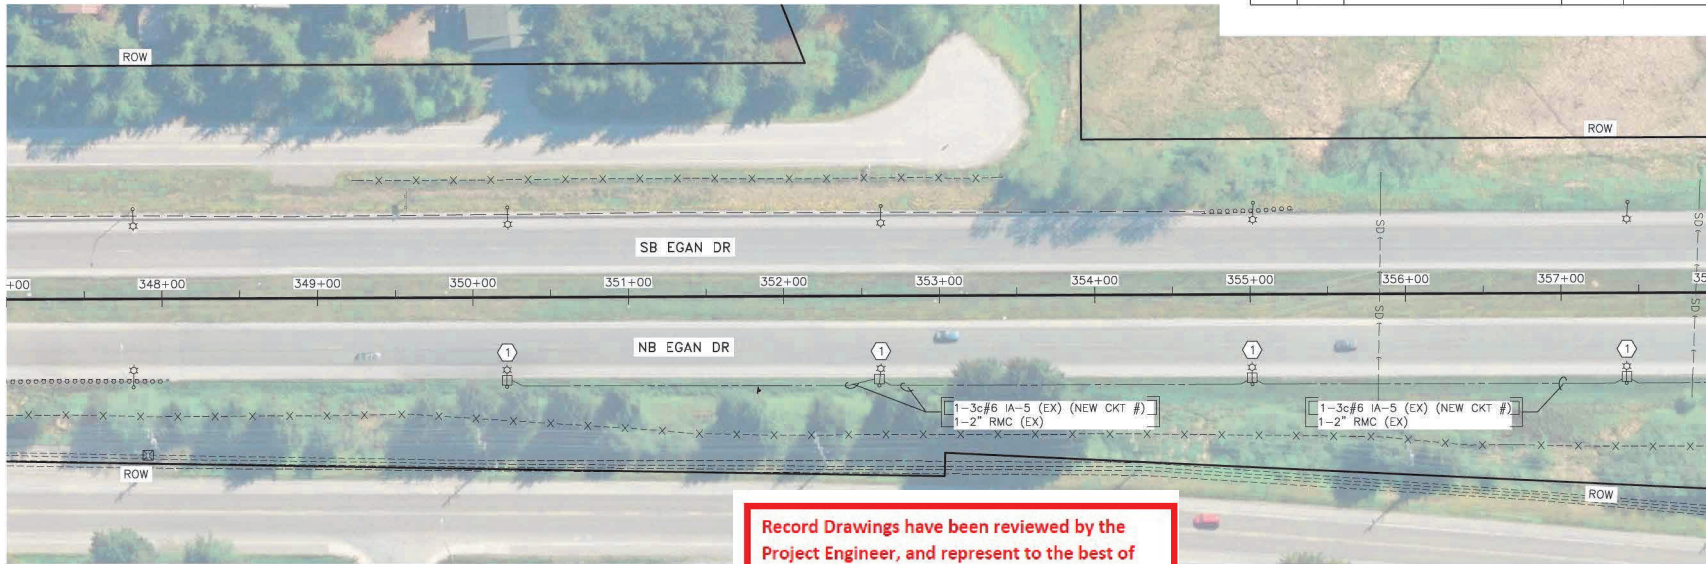 ROW
ROW
SB EGAN DR
+00
348+00
349+00
350+00
351+00
352+00
353+00
354+00
355+00
356+00
357+00
35
SD
SD
SD
SD
NB EGAN DR
1
1
1
1
1-3c#6 IA-5 (EX) (NEW CKT #)
1-2" RMC (EX)
1-3c#6 IA-5 (EX) (NEW CKT #)
1-2" RMC (EX)
ROW
ROW
Record Drawings have been reviewed by the
Project Engineer, and represent to the best of